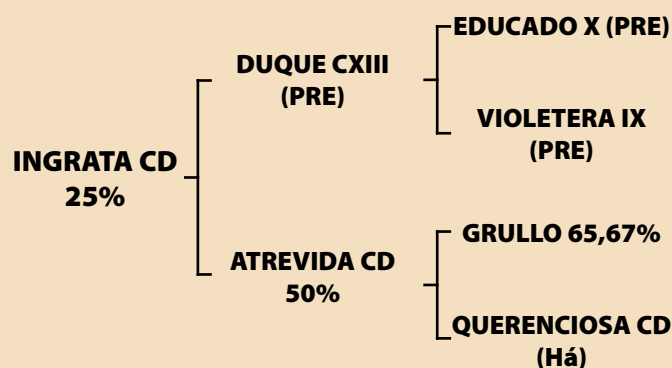 INGRATA CD
25%
DUQUE CXIII
(PRE)
ATREVIDA CD
50%
EDUCADO X (PRE)
VIOLETERA IX
(PRE)
GRULLO 65,67%
QUERENCIOSA CD
(Há)